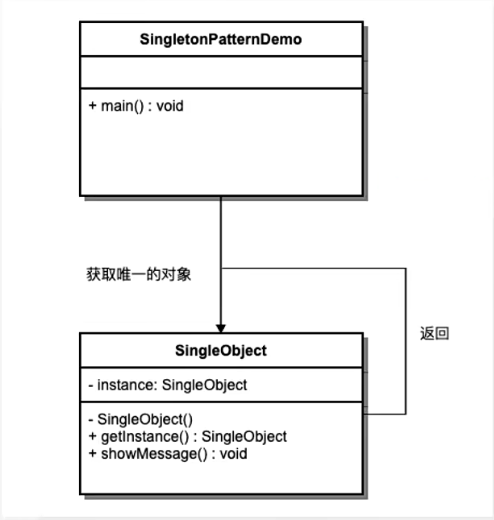 SingletonPatternDemo
+ main() : void
获取唯一的对象
返回
SingleObject
- instance: SingleObject
- SingleObject()
+ getInstance() : SingleObject
+ showMessage() : void